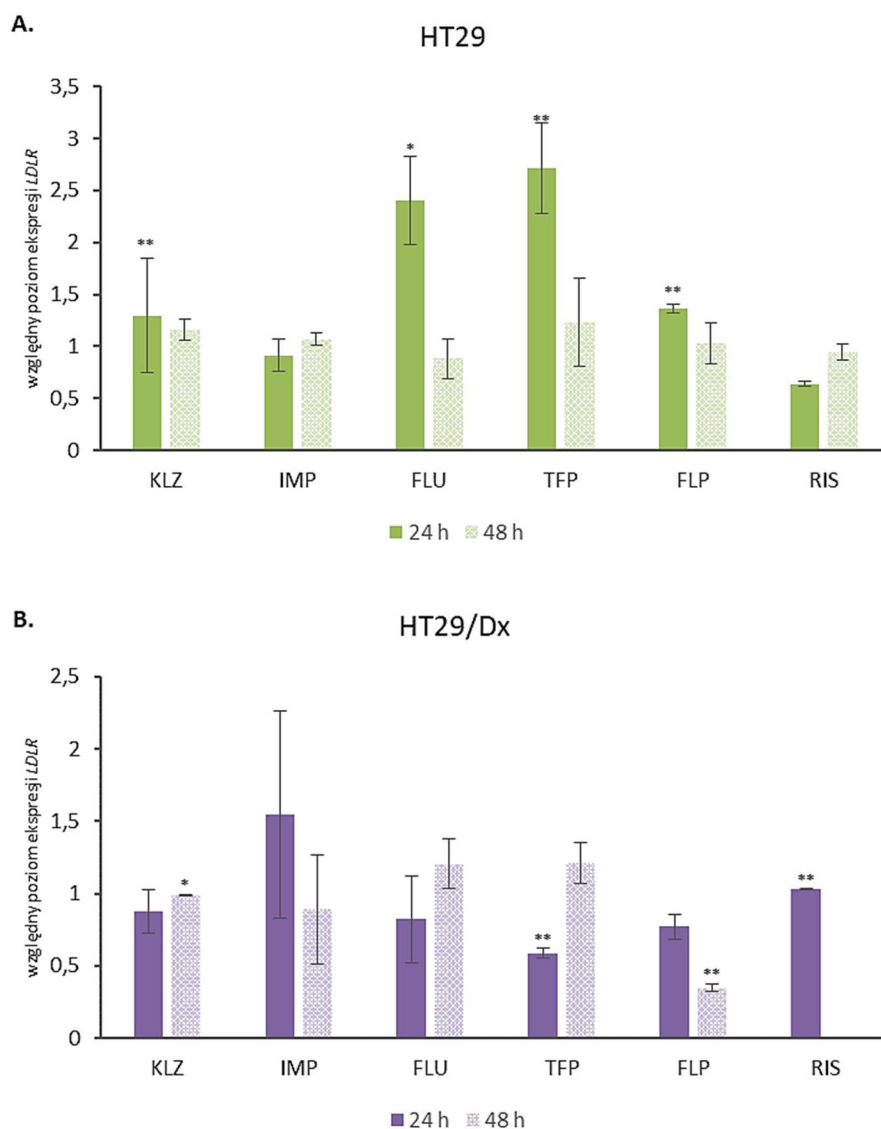 A.
HT29
względny poziom ekspresji LDLR
3,5
3
2,5
2
1,5
1
0,5
0
**
*
**
**
KLZ IMP FLU TFP FLP RIS
24 h 48 h
B.
HT29/Dx
względny poziom ekspresji LDLR
2,5
2
1,5
1
0,5
0
*
**
**
**
KLZ IMP FLU TFP FLP RIS
24 h 48 h